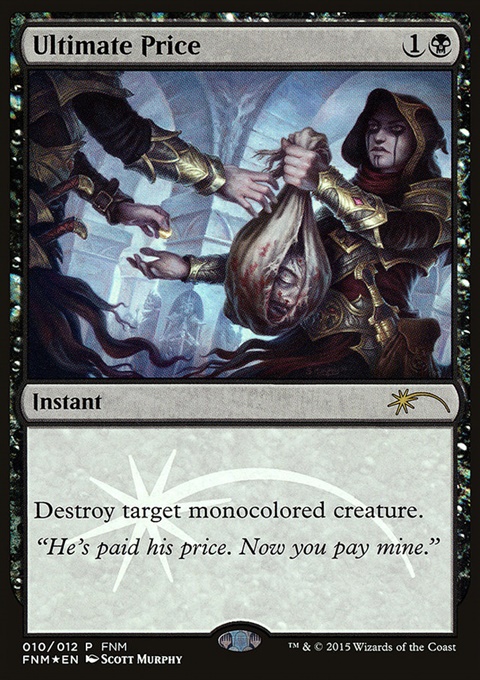 Ultimate Price 1
Instant
Destroy target monocolored creature.
“He’s paid his price. Now you pay mine.”
010/012 P FNM
FNM★EN Scott Murphy
™ & © 2015 Wizards of the Coast